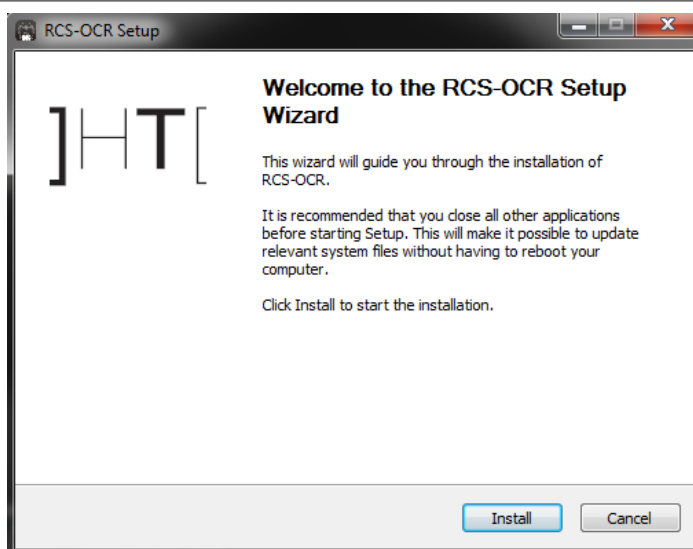 RCS-OCR Setup
]HT[
Welcome to the RCS-OCR Setup
Wizard
This wizard will guide you through the installation of
RCS-OCR.
It is recommended that you close all other applications
before starting Setup. This will make it possible to update
relevant system files without having to reboot your
computer.
Click Install to start the installation.
Install
Cancel